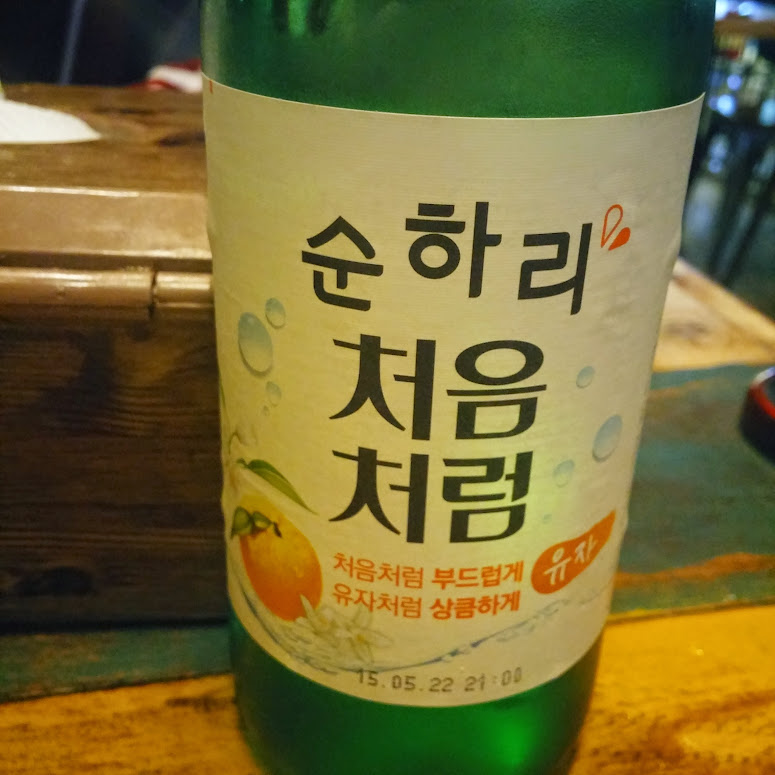 순하리
처음
처럼
처음처럼 부드럽게
유자처럼 상큼하게
유자
15.05.22 21:00